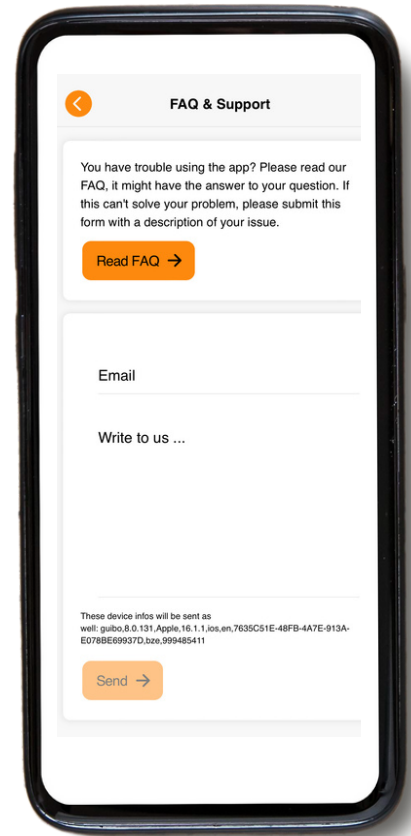 FAQ & Support
You have trouble using the app? Please read our
FAQ, it might have the answer to your question. If
this can't solve your problem, please submit this
form with a description of your issue.
Read FAQ →
Email
Write to us ...
These device infos will be sent as
well: guibo,8.0.131,Apple,16.1.1,ios,en,7635C51E-48FB-4A7E-913A-
E078BE69937D,bze,999485411
Send →